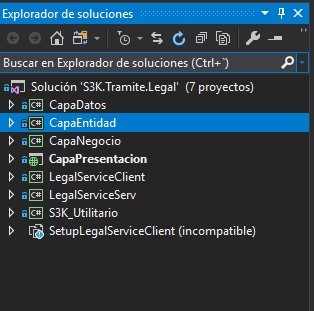 Explorador de soluciones
Buscar en Explorador de soluciones (Ctrl+`)
Solución 'S3K.Tramite.Legal' (7 proyectos)
CapaDatos
CapaEntidad
CapaNegocio
CapaPresentacion
LegalServiceClient
LegalServiceServ
S3K_Utilitario
SetupLegalServiceClient (incompatible)